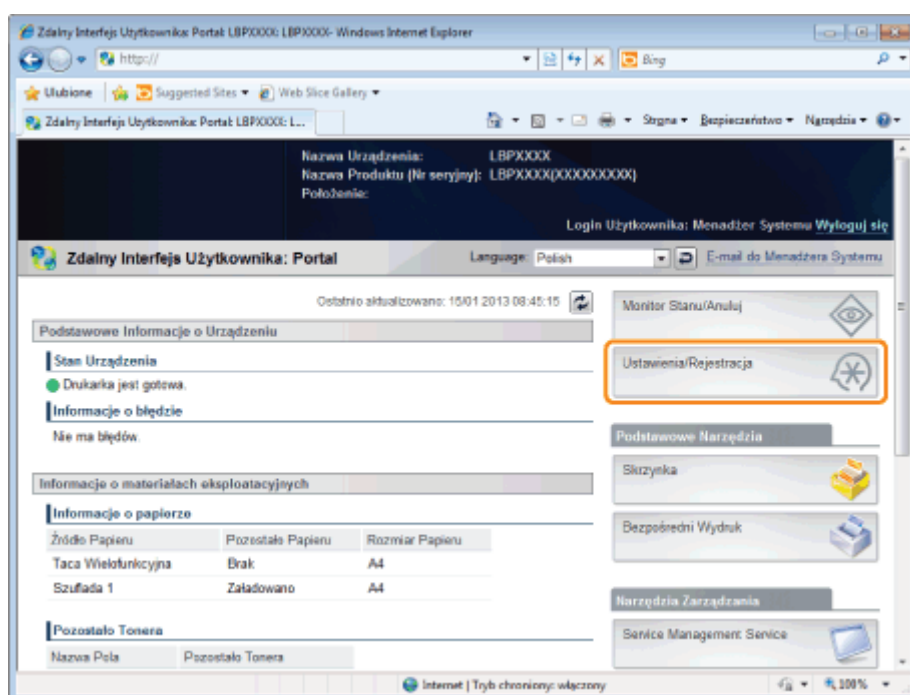 Zdalny Interfejs Użytkownika: Portal: LBPXXXX: LBPXXXX- Windows Internet Explorer
http://
Bing
Ulubione Suggested Sites Web Slice Gallery
Zdalny Interfejs Użytkownika: Portal: LBPXXXX: L... Strona Bezpieczeństwo Narzędzia
Nazwa Urządzenia: LBPXXXX
Nazwa Produktu (Nr seryjny): LBPXXXX(XXXXXXXXX)
Położenie:
Login Użytkownika: Menadżer Systemu Wyloguj się
Zdalny Interfejs Użytkownika: Portal Language: Polish E-mail do Menadżera Systemu
Ostatnio aktualizowano: 15/01 2013 08:45:15
Monitor Stanu/Anuluj
Podstawowe Informacje o Urządzeniu
Stan Urządzenia
Ustawienia/Rejestracja
Drukarka jest gotowa.
Informacje o błędzie
Nie ma błędów.
Podstawowe Narzędzia
Skrzynka
Informacje o materiałach eksploatacyjnych
Informacje o papierze
Bezpośredni Wydruk
Źródło Papieru Pozostało Papieru Rozmiar Papieru
Taca Wielofunkcyjna Brak A4
Szuflada 1 Załadowano A4
Narzędzia Zarządzania
Pozostało Tonera
Service Management Service
Nazwa Pola Pozostało Tonera
Internet | Tryb chroniony: włączony 100%